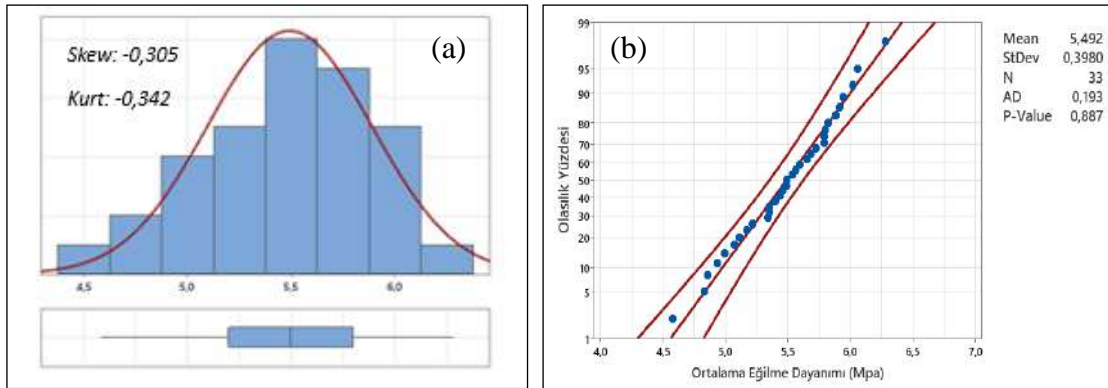 (a)
Skew: -0,305
Kurt: -0,342
4,5 5,0 5,5 6,0
(b)
Olasılık Yüzdesi
99
95
90
80
70
60
50
40
30
20
10
5
1
4,0 4,5 5,0 5,5 6,0 6,5 7,0
Ortalama Eğilme Dayanımı (Mpa)
Mean 5,492
StDev 0,3980
N 33
AD 0,193
P-Value 0,887